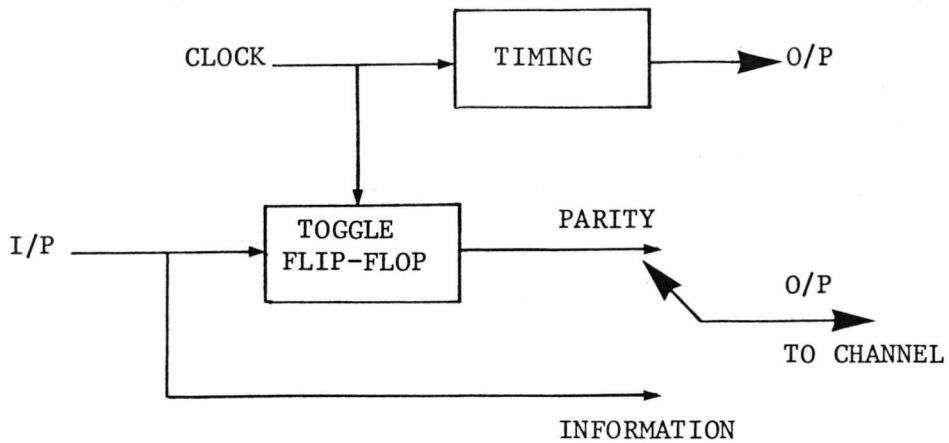 CLOCK
TIMING
O/P
I/P
TOGGLE
FLIP-FLOP
PARITY
O/P
TO CHANNEL
INFORMATION